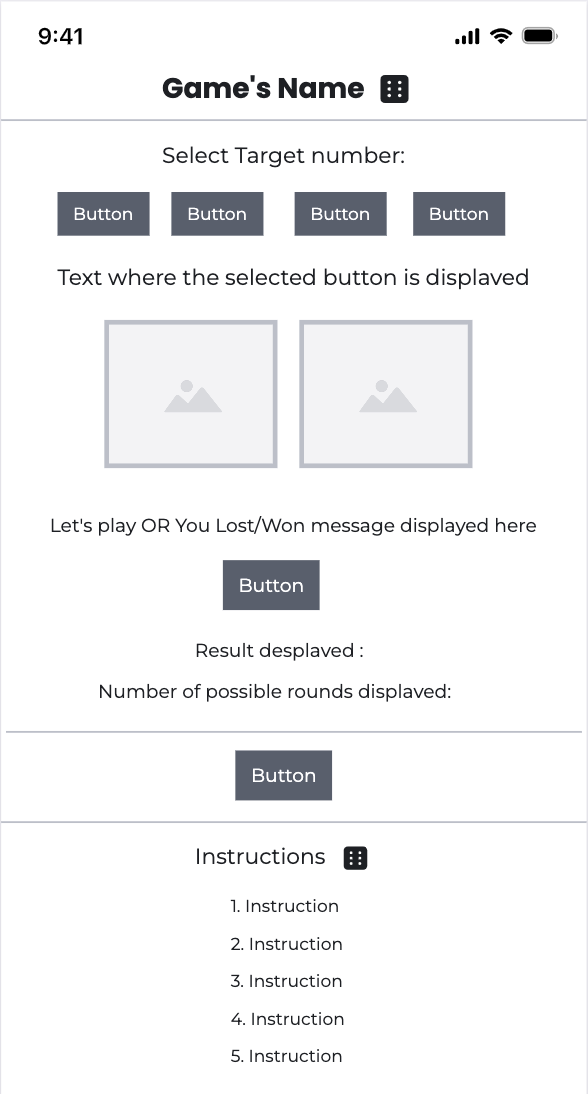 9:41
Game's Name
Select Target number:
Button Button Button Button
Text where the selected button is displayed
Let's play OR You Lost/Won message displayed here
Button
Result desplaved :
Number of possible rounds displayed:
Button
Instructions
1. Instruction
2. Instruction
3. Instruction
4. Instruction
5. Instruction